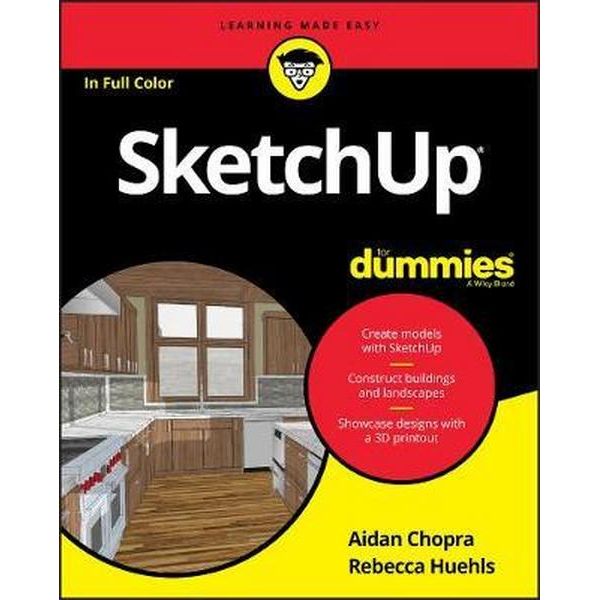 LEARNING MADE EASY
In Full Color
SketchUp®
for
dummies®
A Wiley Brand
Create models
with SketchUp
Construct buildings
and landscapes
Showcase designs with
a 3D printout
Aidan Chopra
Rebecca Huehls